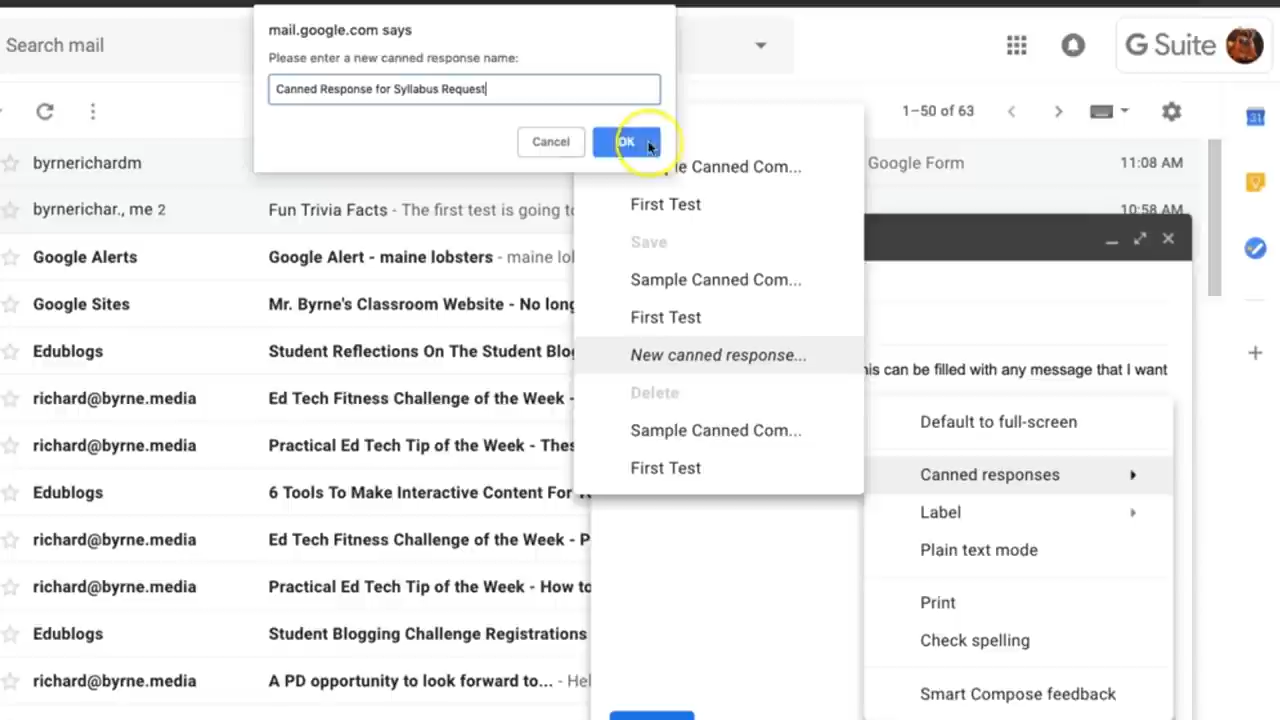 mail.google.com says
Please enter a new canned response name:
Canned Response for Syllabus Request
Cancel
OK
Search mail
G Suite
1–50 of 63
31
byrnerichardm
Google Form
11:08 AM
byrnerichar., me 2
Fun Trivia Facts - The first test is going to
10:58 AM
Google Alerts
Google Alert - maine lobsters - maine lol
Google Sites
Mr. Byrne's Classroom Website - No long
Edublogs
Student Reflections On The Student Blog
richard@byrne.media
Ed Tech Fitness Challenge of the Week -
richard@byrne.media
Practical Ed Tech Tip of the Week - Thes
Edublogs
6 Tools To Make Interactive Content For
richard@byrne.media
Ed Tech Fitness Challenge of the Week - P
richard@byrne.media
Practical Ed Tech Tip of the Week - How to
Edublogs
Student Blogging Challenge Registrations
richard@byrne.media
A PD opportunity to look forward to... - Hel
Canned Com...
First Test
Save
Sample Canned Com...
First Test
New canned response...
Delete
Sample Canned Com...
First Test
his can be filled with any message that I want
Default to full-screen
Canned responses
Label
Plain text mode
Print
Check spelling
Smart Compose feedback